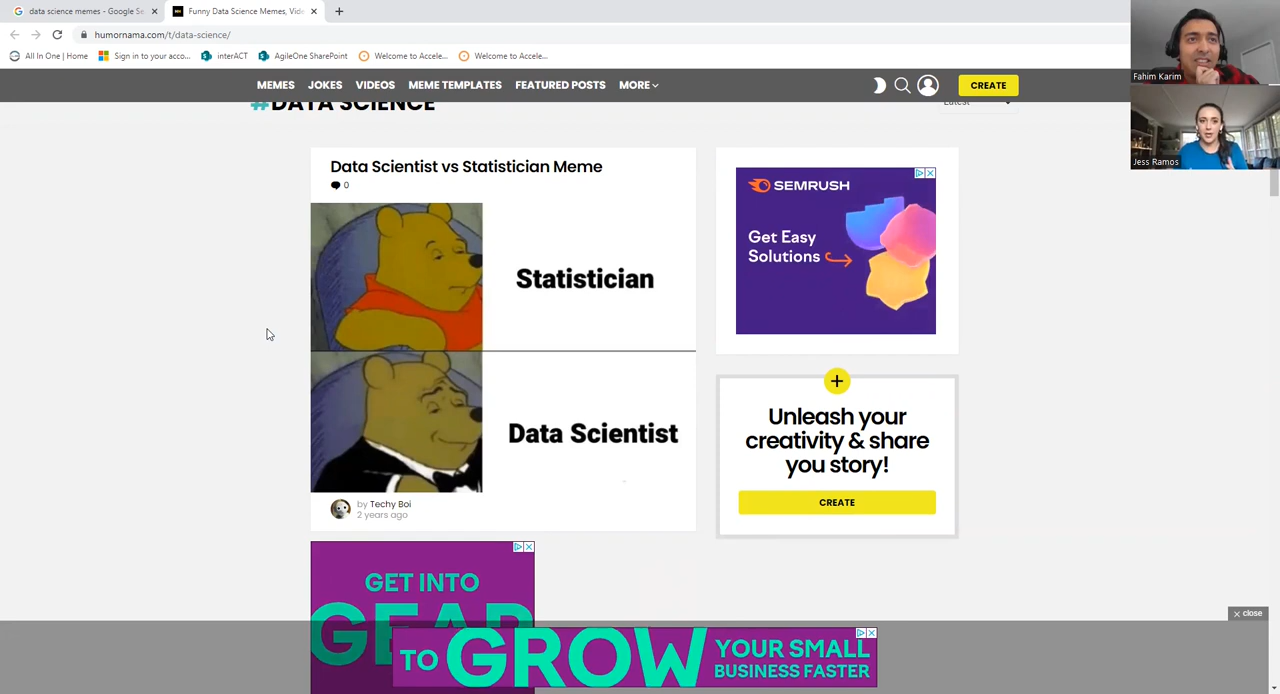 data science memes - Google Se
Funny Data Science Memes, Vide
humornama.com/t/data-science/
All In One | Home
Sign in to your acco...
interACT
AgileOne SharePoint
Welcome to Accele...
Welcome to Accele...
Fahim Karim
Jess Ramos
MEMES
JOKES
VIDEOS
MEME TEMPLATES
FEATURED POSTS
MORE
CREATE
#DATA SCIENCE
Latest
Data Scientist vs Statistician Meme
0
Statistician
Data Scientist
by Techy Boi
2 years ago
SEMRUSH
Get Easy
Solutions
Unleash your
creativity & share
you story!
CREATE
GET INTO
GEAR
close
TO GROW YOUR SMALL
BUSINESS FASTER